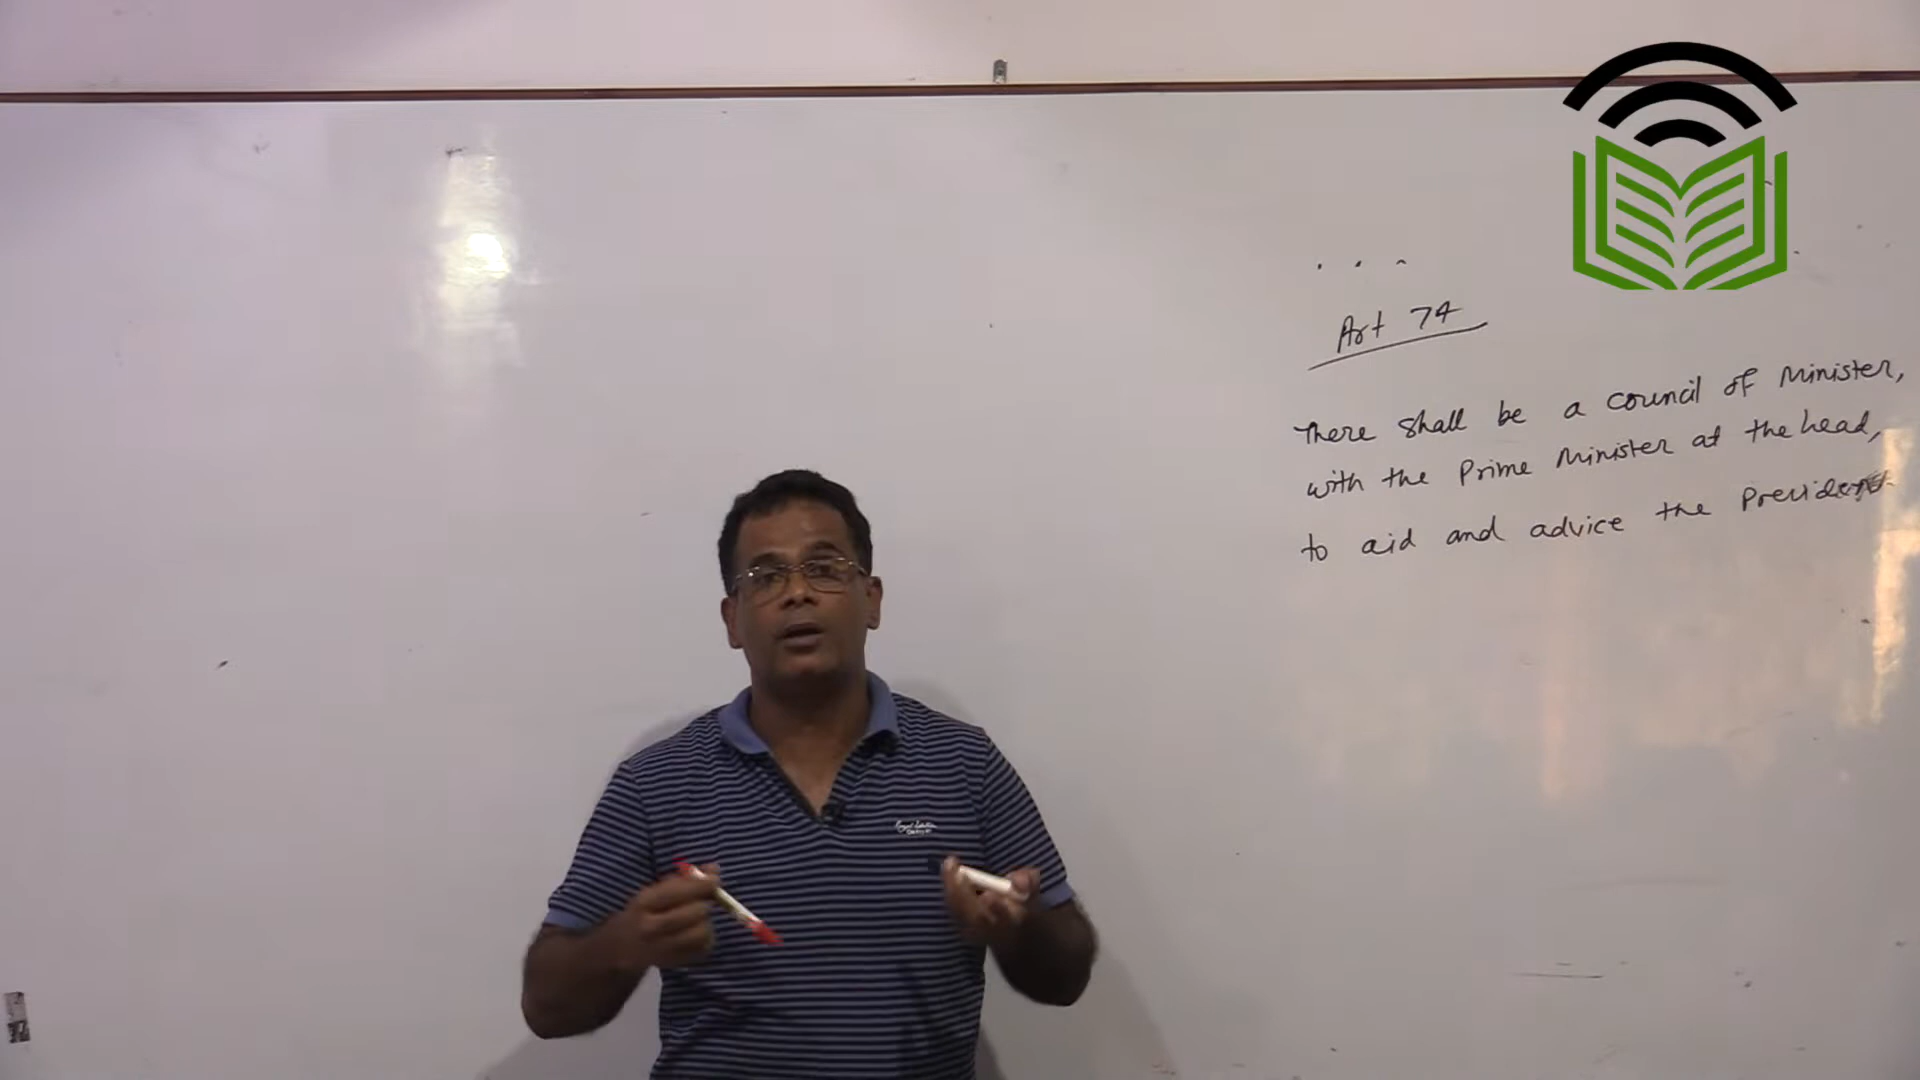 Art 74
There shall be a council of Minister,
with the Prime Minister at the head,
to aid and advice the President